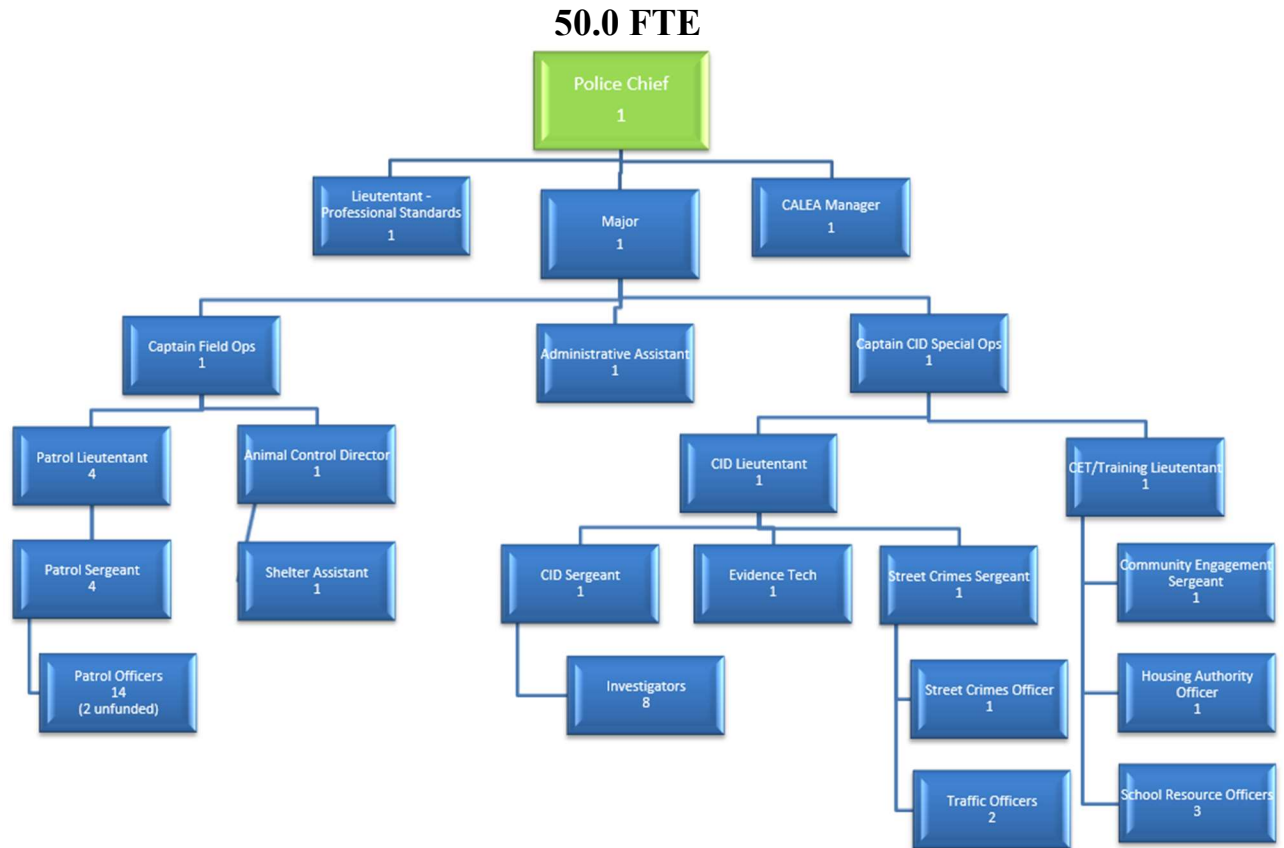 50.0 FTE
Police Chief
1
Lieutentant -
Professional Standards
1
Major
1
CALEA Manager
1
Captain Field Ops
1
Administrative Assistant
1
Captain CID Special Ops
1
Patrol Lieutentant
4
Animal Control Director
1
CID Lieutentant
1
CET/Training Lieutentant
1
Patrol Sergeant
4
Shelter Assistant
1
CID Sergeant
1
Evidence Tech
1
Street Crimes Sergeant
1
Community Engagement
Sergeant
1
Patrol Officers
14
(2 unfunded)
Investigators
8
Street Crimes Officer
1
Housing Authority
Officer
1
Traffic Officers
2
School Resource Officers
3